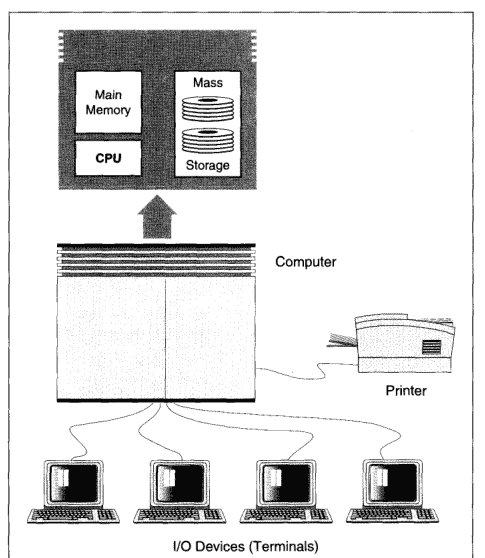 Main
Memory
CPU
Mass
Storage
Computer
Printer
I/O Devices (Terminals)